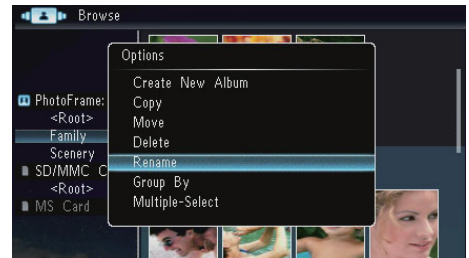 Browse
Options
Create New Album
Copy
Move
Delete
Rename
Group By
Multiple-Select
PhotoFrame:
<Root>
Family
Scenery
SD/MMC C
<Root>
MS Card